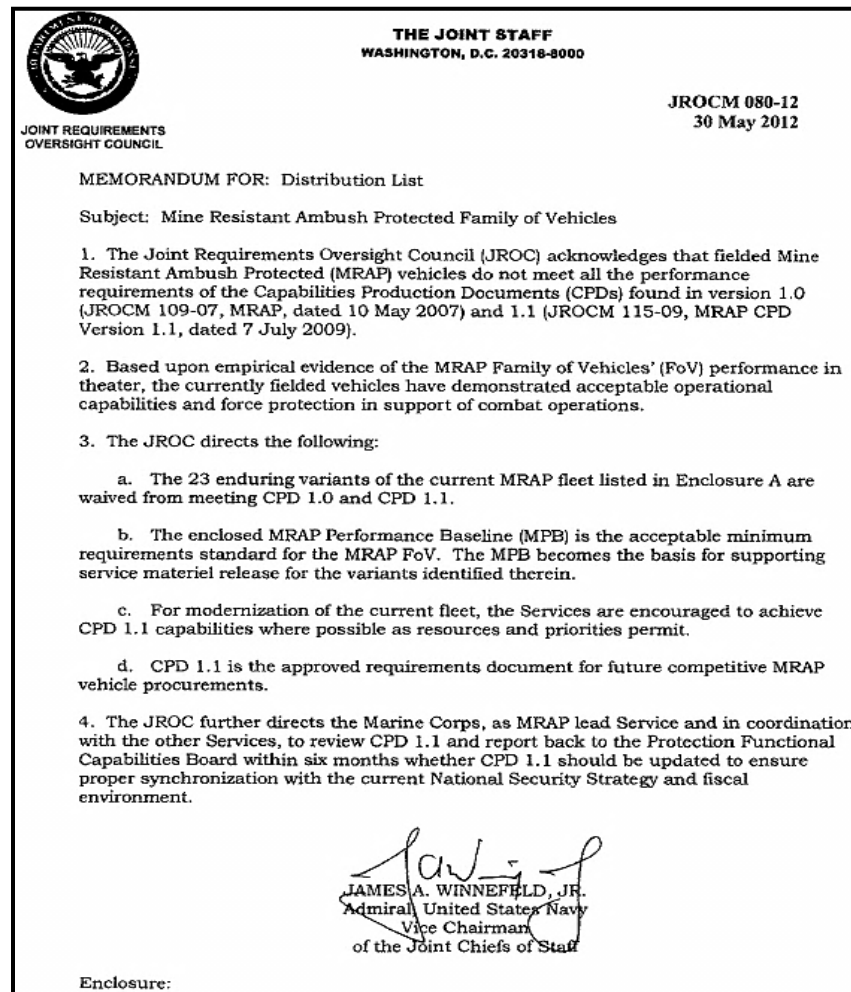 THE JOINT STAFF
WASHINGTON, D.C. 20318-8000
JROCM 080-12
30 May 2012
DEPARTMENT OF DEFENSE
JOINT REQUIREMENTS
OVERSIGHT COUNCIL
MEMORANDUM FOR: Distribution List
Subject: Mine Resistant Ambush Protected Family of Vehicles
1. The Joint Requirements Oversight Council (JROC) acknowledges that fielded Mine
Resistant Ambush Protected (MRAP) vehicles do not meet all the performance
requirements of the Capabilities Production Documents (CPDs) found in version 1.0
(JROCM 109-07, MRAP, dated 10 May 2007) and 1.1 (JROCM 115-09, MRAP CPD
Version 1.1, dated 7 July 2009).
2. Based upon empirical evidence of the MRAP Family of Vehicles' (FoV) performance in
theater, the currently fielded vehicles have demonstrated acceptable operational
capabilities and force protection in support of combat operations.
3. The JROC directs the following:
a. The 23 enduring variants of the current MRAP fleet listed in Enclosure A are
waived from meeting CPD 1.0 and CPD 1.1.
b. The enclosed MRAP Performance Baseline (MPB) is the acceptable minimum
requirements standard for the MRAP FoV. The MPB becomes the basis for supporting
service materiel release for the variants identified therein.
c. For modernization of the current fleet, the Services are encouraged to achieve
CPD 1.1 capabilities where possible as resources and priorities permit.
d. CPD 1.1 is the approved requirements document for future competitive MRAP
vehicle procurements.
4. The JROC further directs the Marine Corps, as MRAP lead Service and in coordination
with the other Services, to review CPD 1.1 and report back to the Protection Functional
Capabilities Board within six months whether CPD 1.1 should be updated to ensure
proper synchronization with the current National Security Strategy and fiscal
environment.
JAMES A. WINNEFELD, JR.
Admiral, United States Navy
Vice Chairman
of the Joint Chiefs of Staff
Enclosure: